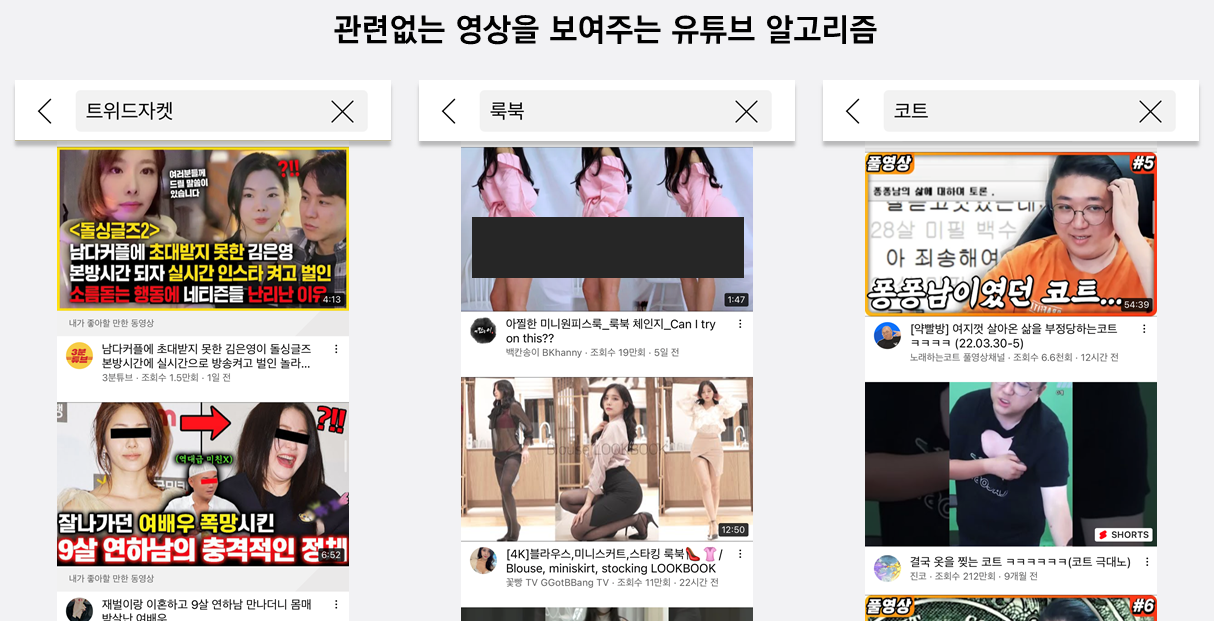 관련없는 영상을 보여주는 유튜브 알고리즘
트위드자켓
여러분들께
드릴 말씀이
있습니다
?!!
<돌싱글즈2>
남다커플에 초대받지 못한 김은영
본방시간 되자 실시간 인스타 켜고 벌인
소름돋는 행동에 네티즌들 난리난 이유
4:13
내가 좋아할 만한 동영상
3분
튜브
남다커플에 초대받지 못한 김은영이 돌싱글즈
본방시간에 실시간으로 방송켜고 벌인 놀라...
3분튜브 · 조회수 1.5만회 · 1일 전
?!!
(역대급 미친X)
잘나가던 여배우 폭망시킨
9살 연하남의 충격적인 정체
6:52
내가 좋아할 만한 동영상
재벌이랑 이혼하고 9살 연하남 만나더니 몸매
박살난 여배우
룩북
1:47
아찔한 미니원피스룩_룩북 체인지_Can I try
on this??
백칸송이 BKhanny · 조회수 19만회 · 5일 전
Blouse LOOKBOOK
12:50
[4K]블라우스,미니스커트,스타킹 룩북👠👚/
Blouse, miniskirt, stocking LOOKBOOK
꽃빵 TV GGotBBang TV · 조회수 11만회 · 22시간 전
코트
풀영상
#5
퐁퐁남의 삶에 대하여 토론 .
28살 미필 백수
아 죄송해여
퐁퐁남이였던 코트...
54:39
[약빨방] 여지껏 살아온 삶을 부정당하는코트
ㅋㅋㅋㅋ (22.03.30-5)
노래하는코트 풀영상채널 · 조회수 6.6천회 · 12시간 전
SHORTS
결국 옷을 찢는 코트 ㅋㅋㅋㅋㅋㅋ(코트 극대노)
진코 · 조회수 212만회 · 9개월 전
풀영상
#6